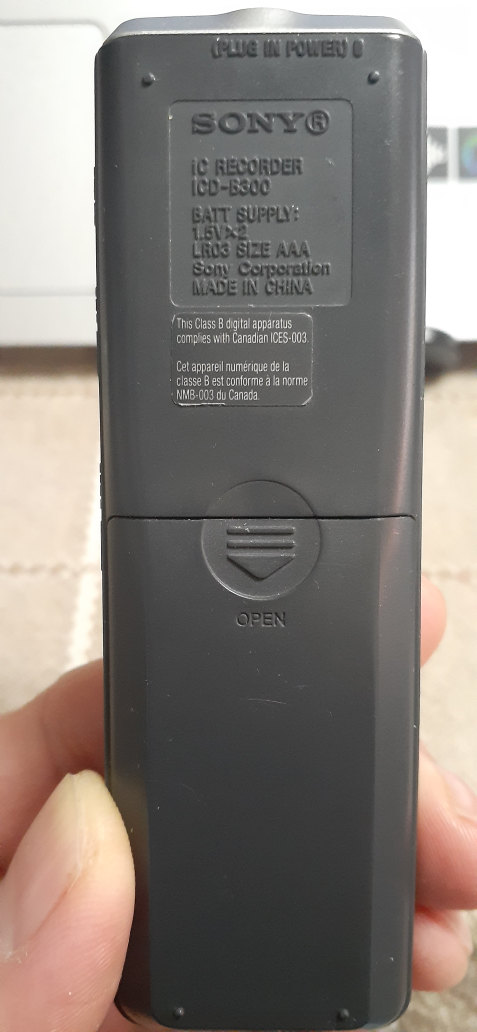 (PLUG IN POWER)
SONY®
IC RECORDER
ICD-B300
BATT SUPPLY:
1.5V×2
LR03 SIZE AAA
Sony Corporation
MADE IN CHINA
This Class B digital apparatus
complies with Canadian ICES-003.
Cet appareil numérique de la
classe B est conforme à la norme
NMB-003 du Canada.
OPEN